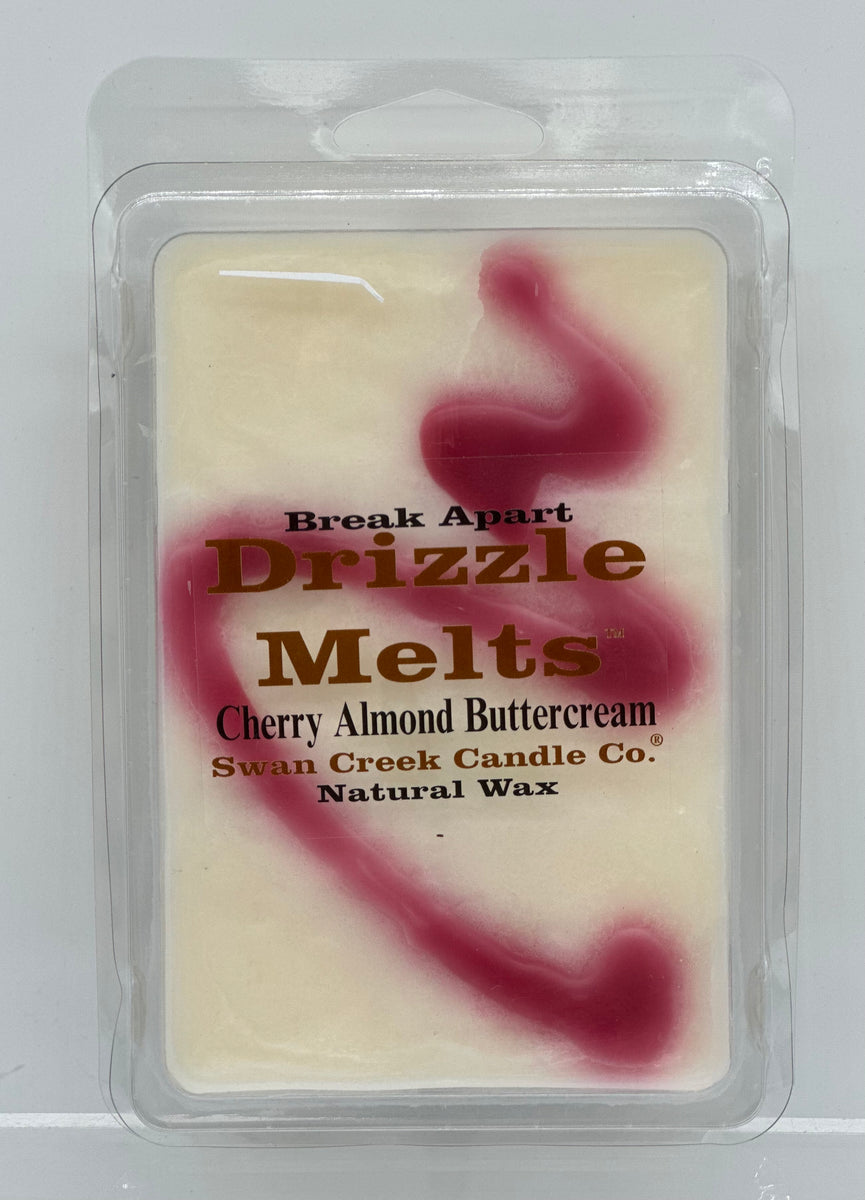 Break Apart
Drizzle
Melts™
Cherry Almond Buttercream
Swan Creek Candle Co.®
Natural Wax